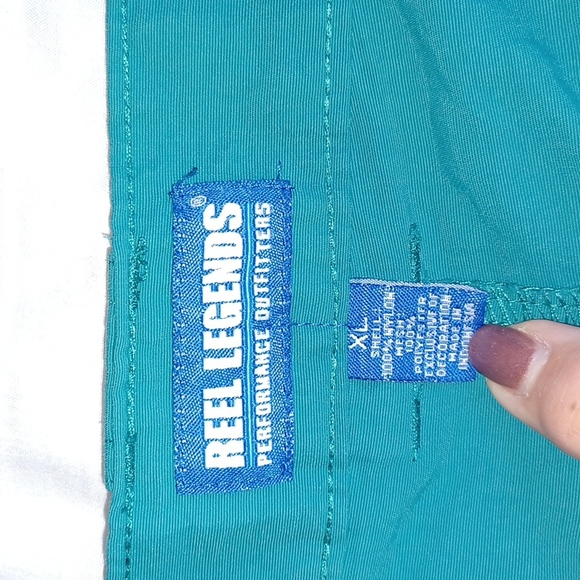 REEL LEGENDS®
PERFORMANCE OUTFITTERS
XL
SHELL
100% NYLON
MESH
100%
POLYESTER
EXCLUSIVE OF
DECORATION
MADE IN
INDONESIA